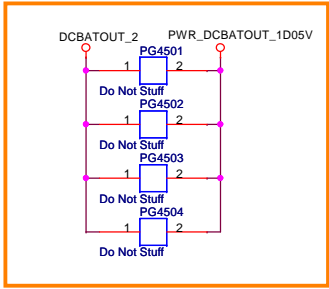 DCBATOUT_2 PWR_DCBATOUT_1D05V
PG4501
1 2
Do Not Stuff
PG4502
1 2
Do Not Stuff
PG4503
1 2
Do Not Stuff
PG4504
1 2
Do Not Stuff